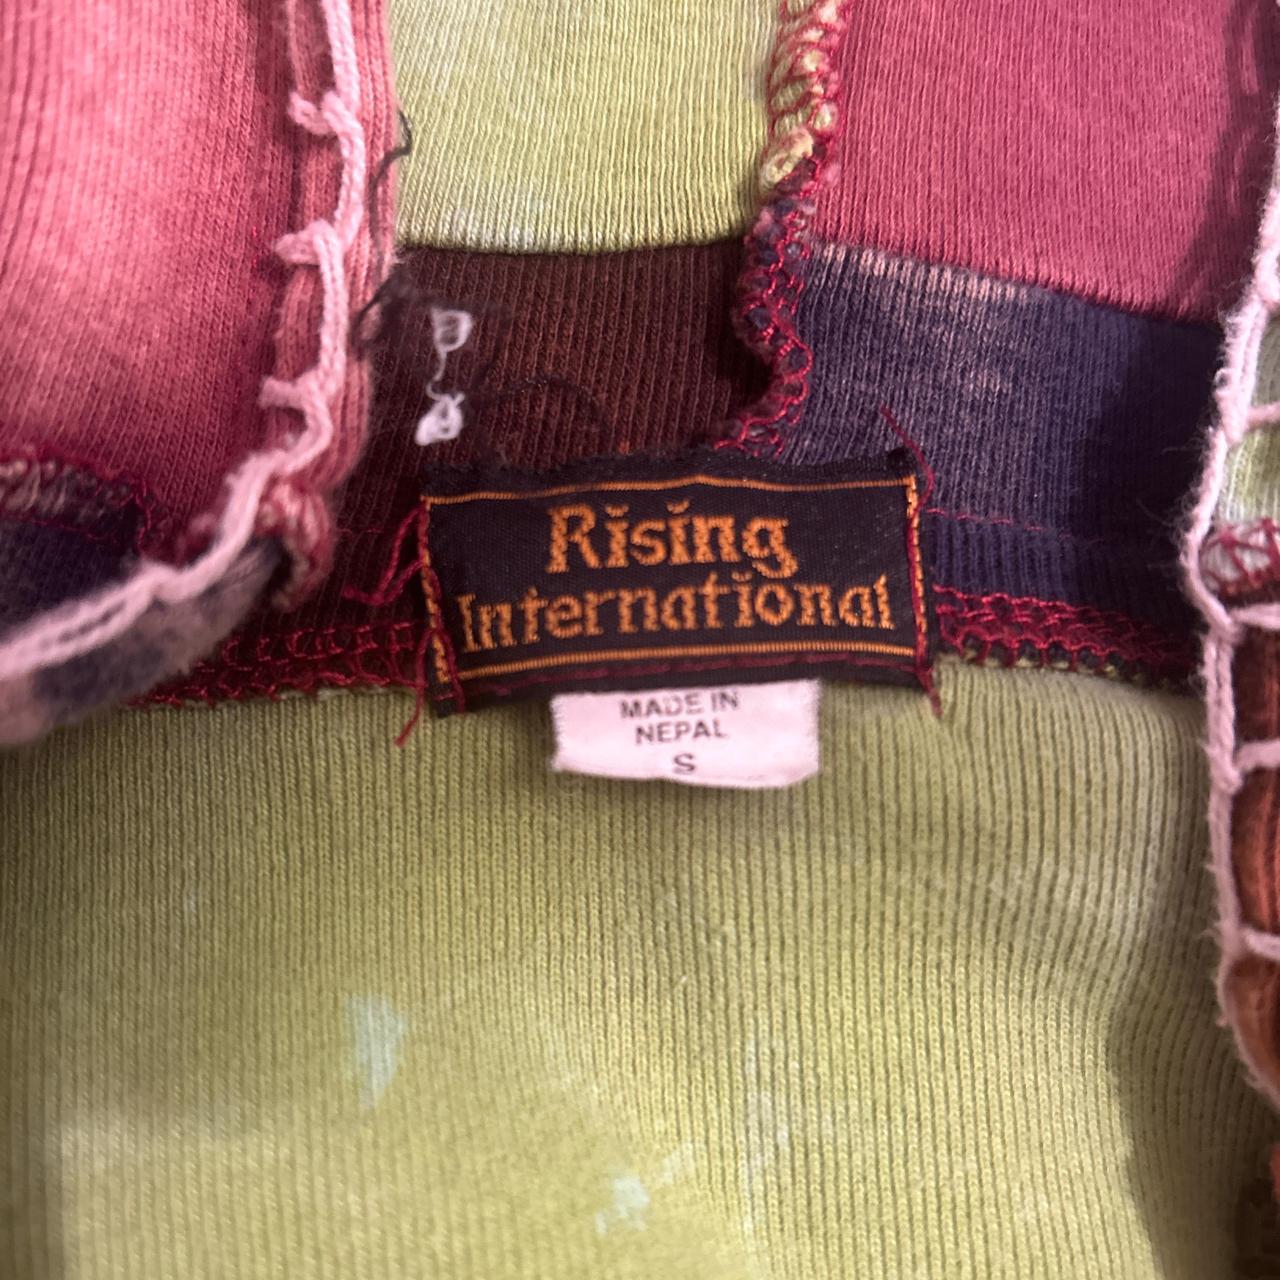 Rising
International
MADE IN
NEPAL
S